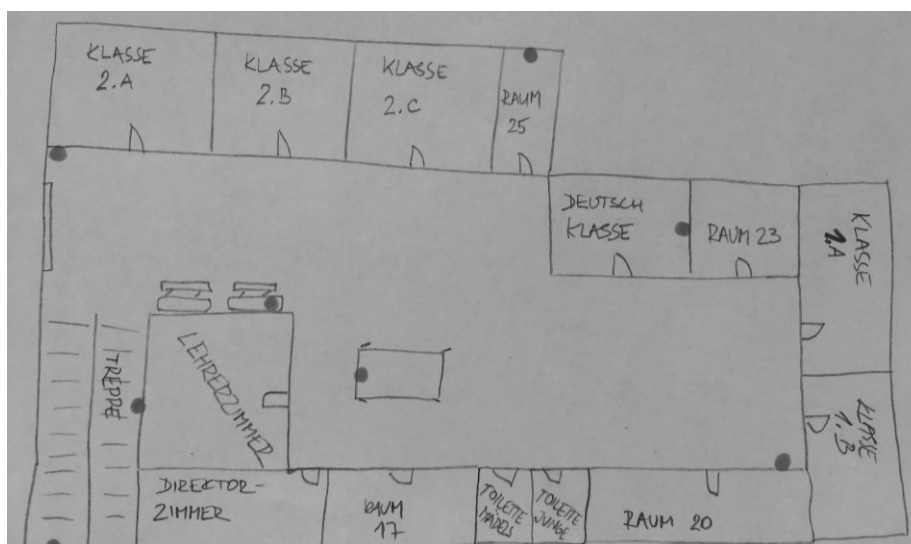 KLASSE
2.A
KLASSE
2.B
KLASSE
2.C
RAUM
25
DEUTSCH
KLASSE
RAUM 23
KLASSE
1.A
TREPPE
LEHRERZIMMER
KLASSE
1.B
DIREKTOR-
ZIMMER
RAUM
17
TOILETTE
MÄDELS
TOILETTE
JUNGE
RAUM 20